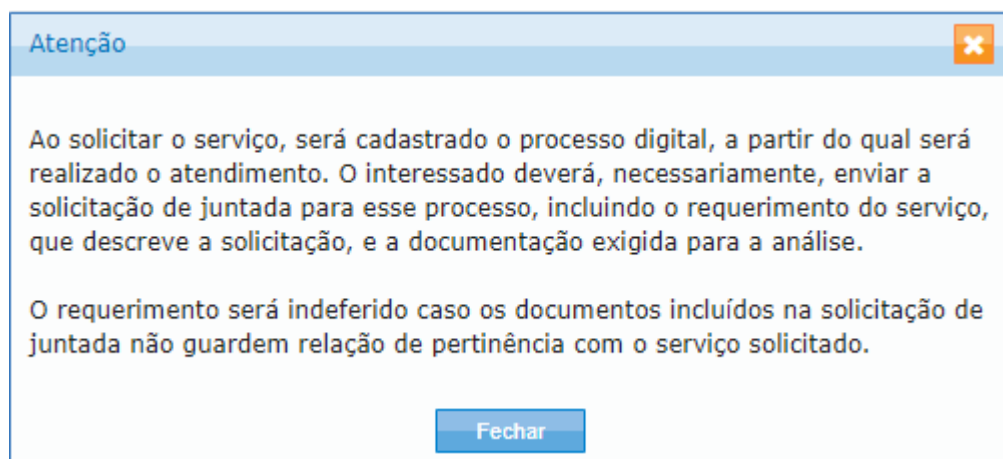 Atenção
Ao solicitar o serviço, será cadastrado o processo digital, a partir do qual será
realizado o atendimento. O interessado deverá, necessariamente, enviar a
solicitação de juntada para esse processo, incluindo o requerimento do serviço,
que descreve a solicitação, e a documentação exigida para a análise.
O requerimento será indeferido caso os documentos incluídos na solicitação de
juntada não guardem relação de pertinência com o serviço solicitado.
Fechar